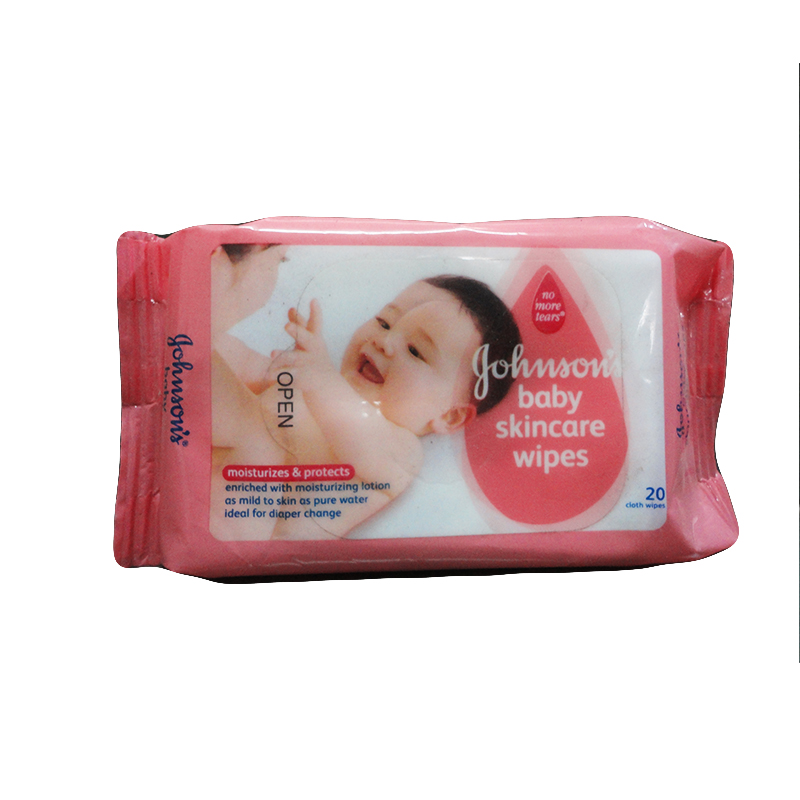 no
more
tears®
Johnson's
baby
skincare
wipes
OPEN
Johnson's®
baby
moisturizes & protects
enriched with moisturizing lotion
as mild to skin as pure water
ideal for diaper change
20
cloth wipes
Johnson's